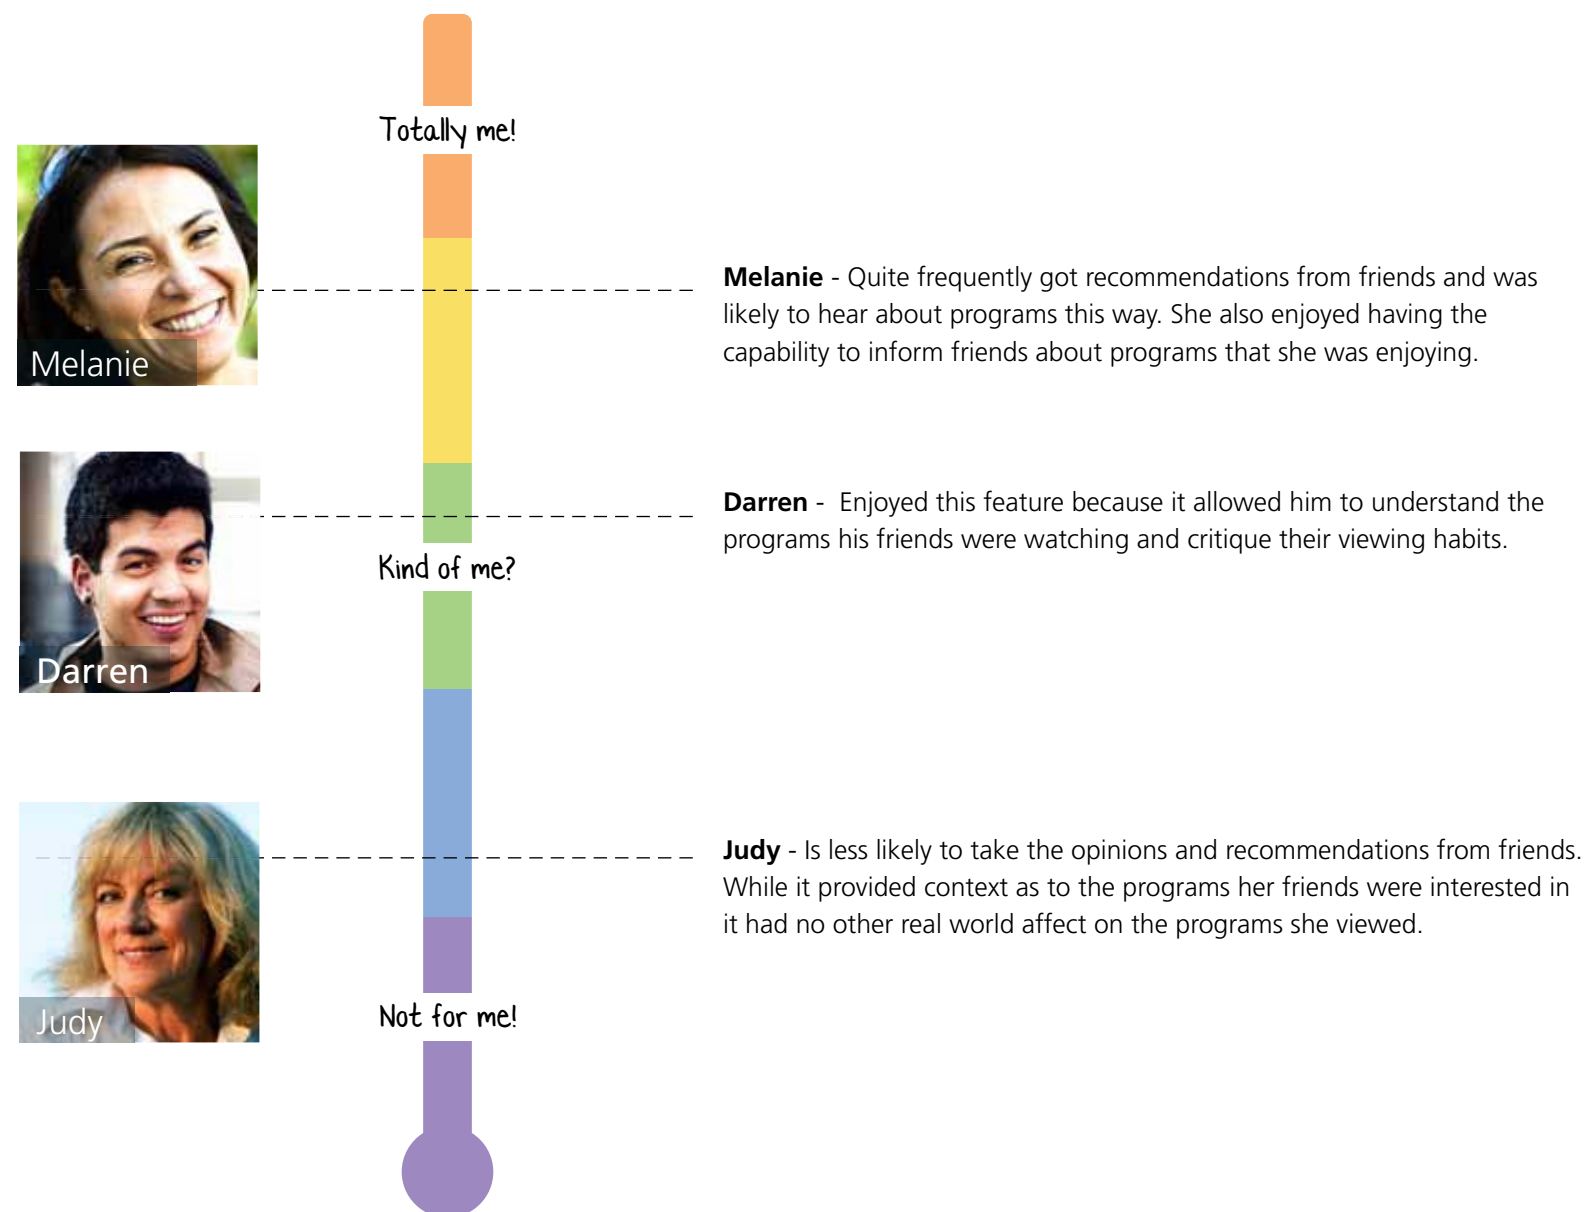 Totally me!
Melanie
Melanie - Quite frequently got recommendations from friends and was
likely to hear about programs this way. She also enjoyed having the
capability to inform friends about programs that she was enjoying.
Darren
Darren -  Enjoyed this feature because it allowed him to understand the
programs his friends were watching and critique their viewing habits.
Kind of me?
Judy
Judy - Is less likely to take the opinions and recommendations from friends.
While it provided context as to the programs her friends were interested in
it had no other real world affect on the programs she viewed.
Not for me!